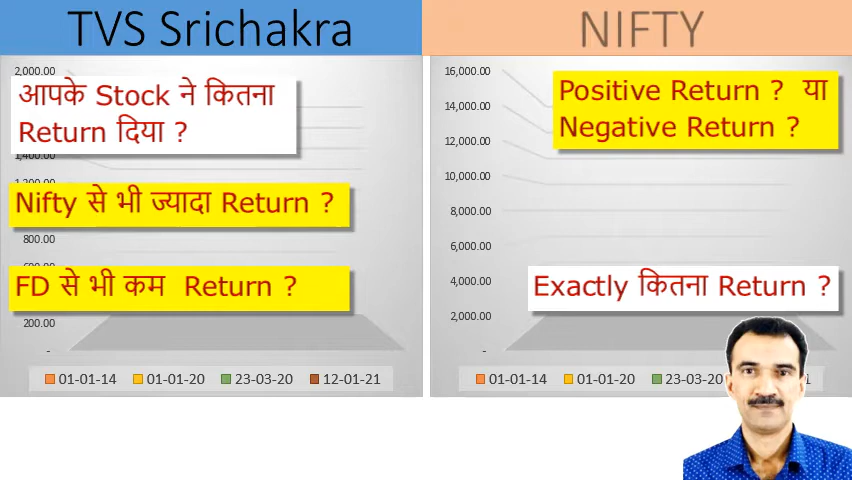 TVS Srichakra
NIFTY
2,000.00
आपके Stock ने कितना
Return दिया ?
1,400.00
Nifty से भी ज्यादा Return ?
800.00
FD से भी कम Return ?
200.00
-
01-01-14 01-01-20 23-03-20 12-01-21
16,000.00
14,000.00
12,000.00
10,000.00
8,000.00
6,000.00
4,000.00
2,000.00
-
Positive Return ? या
Negative Return ?
Exactly कितना Return ?
01-01-14 01-01-20 23-03-20